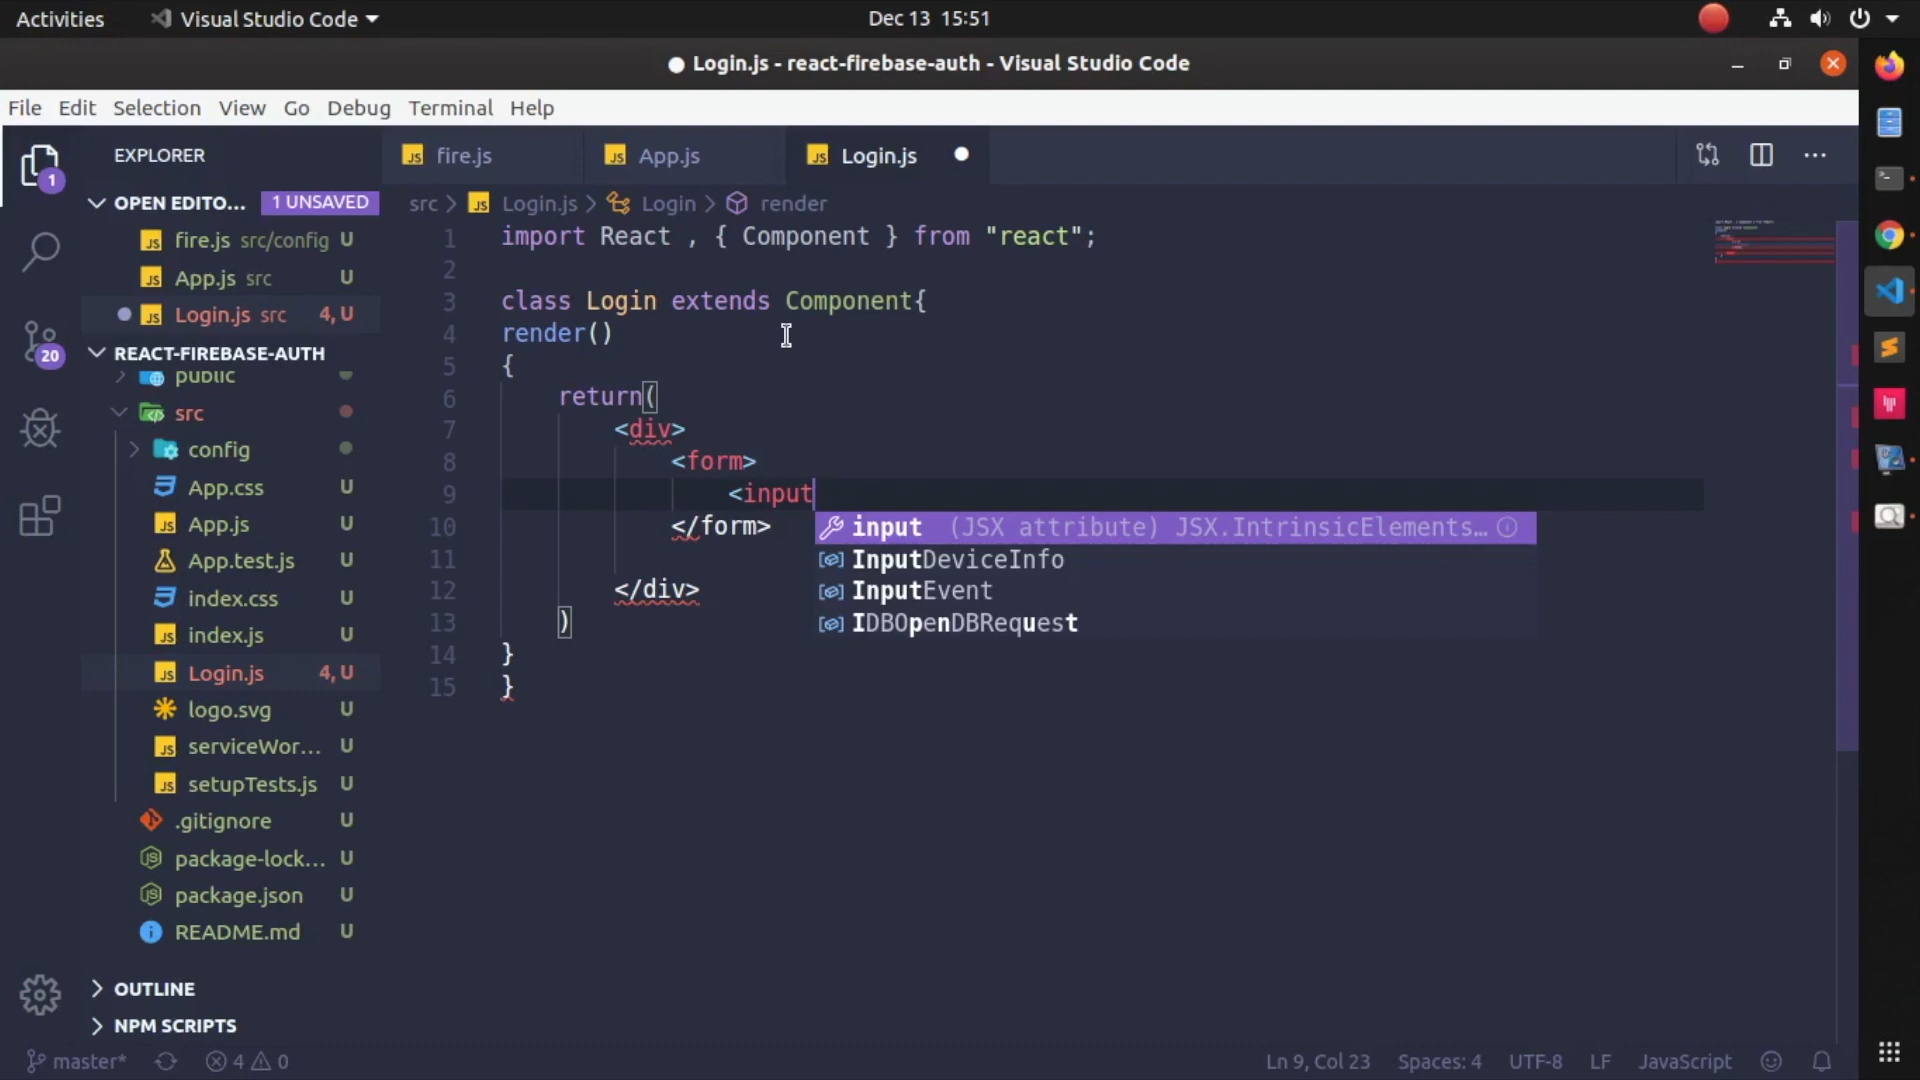 Activities Visual Studio Code Dec 13 15:51
Login.js - react-firebase-auth - Visual Studio Code
File Edit Selection View Go Debug Terminal Help
1
20
EXPLORER
OPEN EDITO... 1 UNSAVED
fire.js src/config U
App.js src U
Login.js src 4, U
REACT-FIREBASE-AUTH
public
src
config
App.css U
App.js U
App.test.js U
index.css U
index.js U
Login.js 4, U
logo.svg U
serviceWor... U
setupTests.js U
.gitignore U
package-lock... U
package.json U
README.md U
OUTLINE
NPM SCRIPTS
fire.js App.js Login.js
src > Login.js > Login > render
1 import React , { Component } from "react";
2
3 class Login extends Component{
4 render()
5 {
6 return(
7 <div>
8 <form>
9 <input
10 </form>
11
12 </div>
13 )
14 }
15 }
input (JSX attribute) JSX.IntrinsicElements...
InputDeviceInfo
InputEvent
IDBOpenDBRequest
master* 4 0 Ln 9, Col 23 Spaces: 4 UTF-8 LF JavaScript